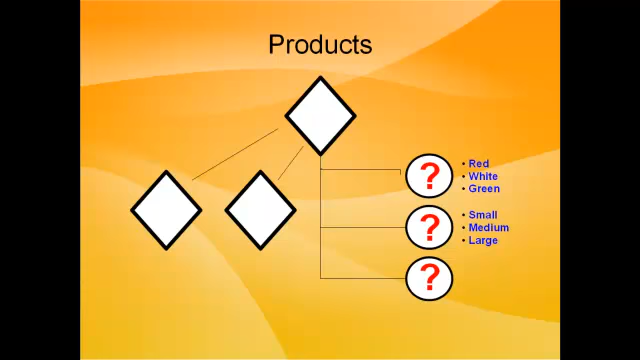 Products
?
• Red
• White
• Green
?
• Small
• Medium
• Large
?